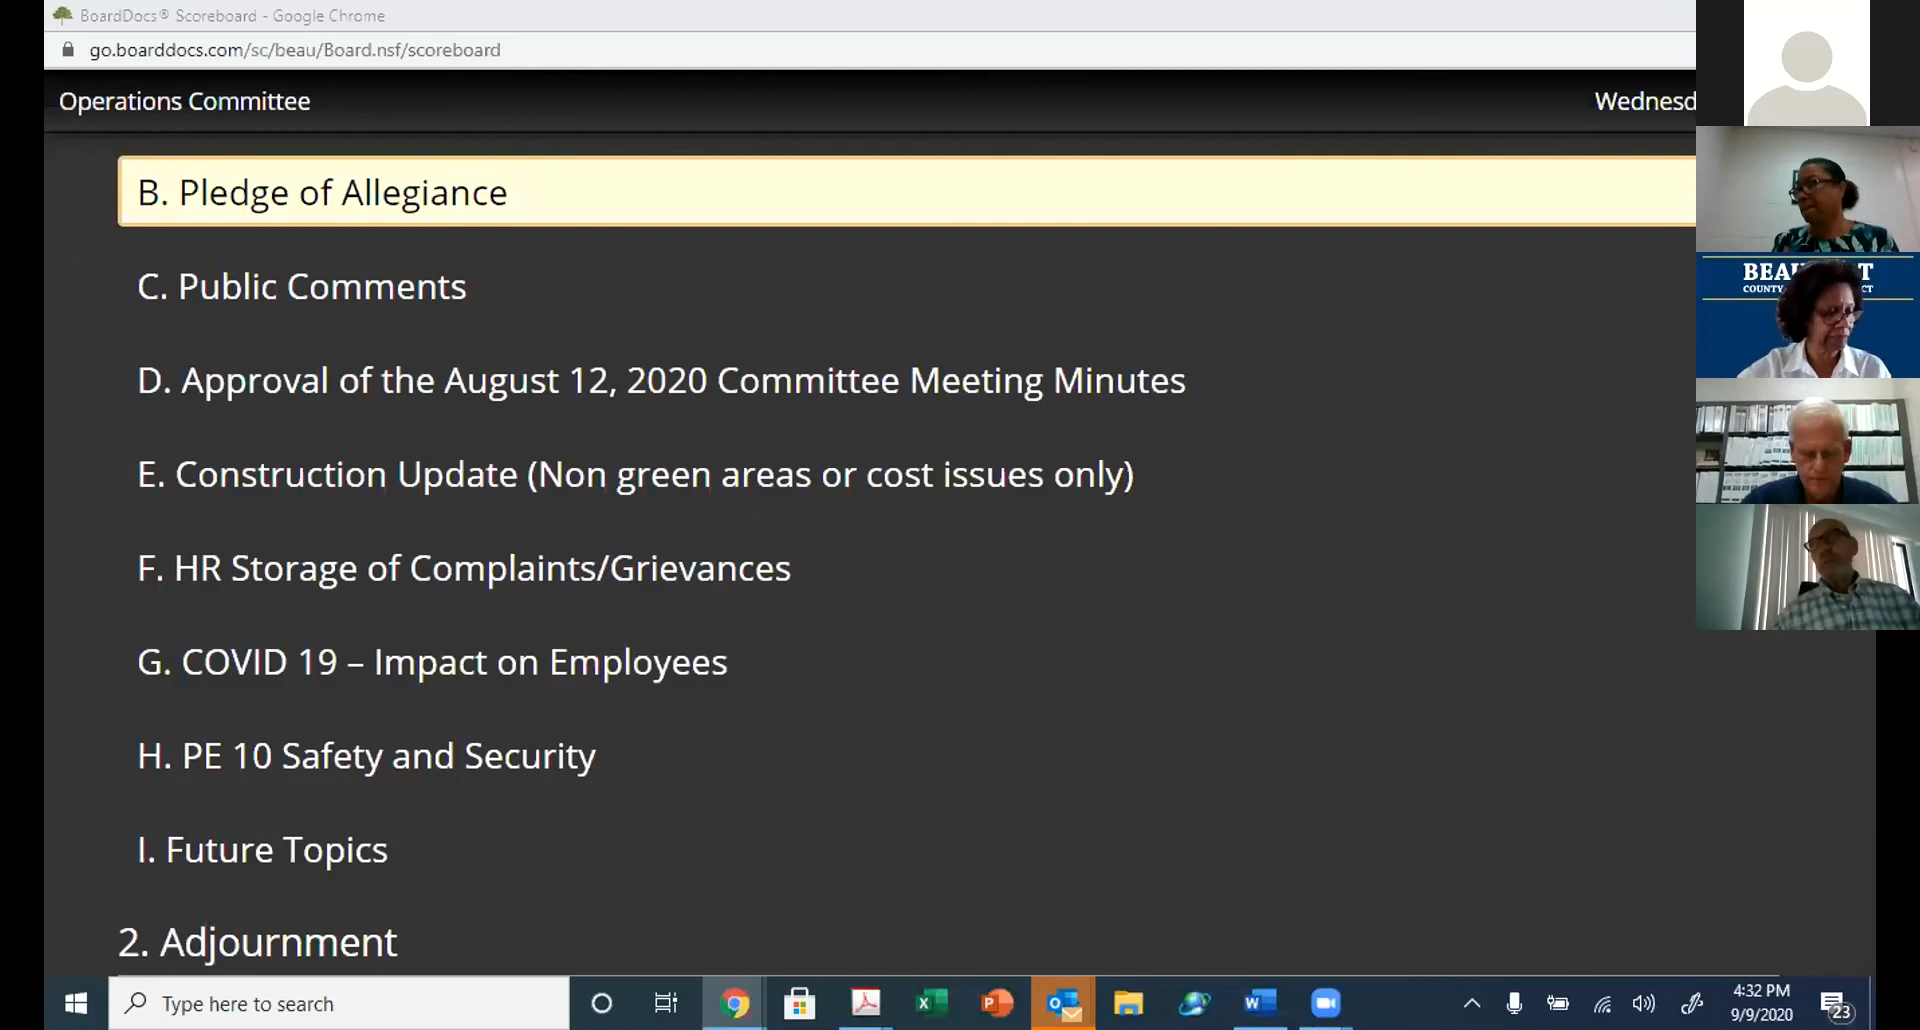 BoardDocs® Scoreboard - Google Chrome
go.boarddocs.com/sc/beau/Board.nsf/scoreboard
Operations Committee
Wednesd
B. Pledge of Allegiance
C. Public Comments
D. Approval of the August 12, 2020 Committee Meeting Minutes
E. Construction Update (Non green areas or cost issues only)
F. HR Storage of Complaints/Grievances
G. COVID 19 – Impact on Employees
H. PE 10 Safety and Security
I. Future Topics
2. Adjournment
BEAU T
COUNTY CT
Type here to search
4:32 PM
9/9/2020
23